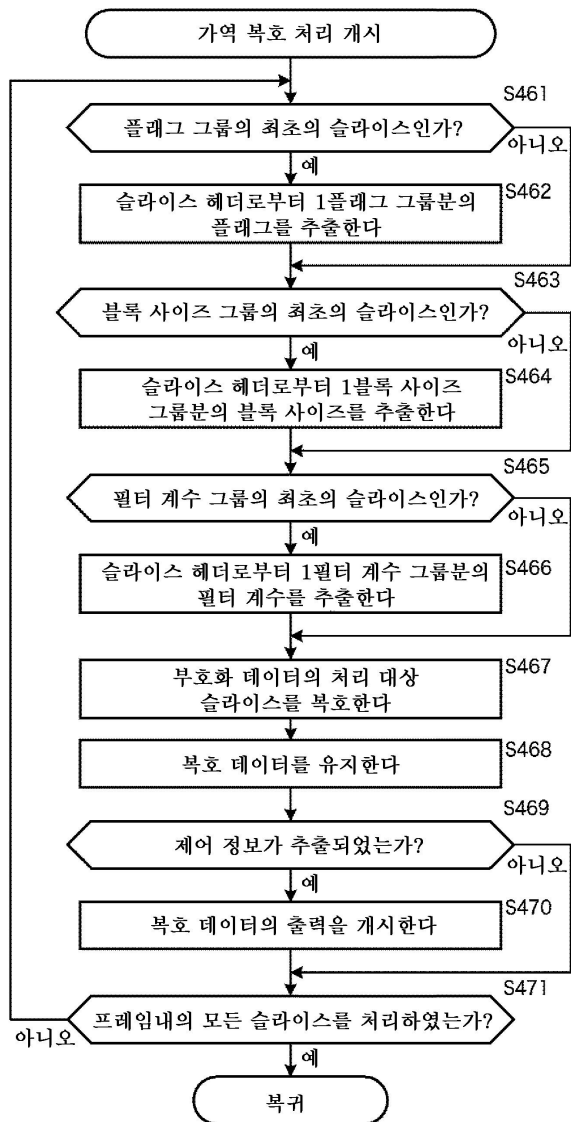 가역 복호 처리 개시
S461
플래그 그룹의 최초의 슬라이스인가?
아니오
예
S462
슬라이스 헤더로부터 1플래그 그룹분의
플래그를 추출한다
S463
블록 사이즈 그룹의 최초의 슬라이스인가?
아니오
예
S464
슬라이스 헤더로부터 1블록 사이즈
그룹분의 블록 사이즈를 추출한다
S465
필터 계수 그룹의 최초의 슬라이스인가?
아니오
예
S466
슬라이스 헤더로부터 1필터 계수 그룹분의
필터 계수를 추출한다
S467
부호화 데이터의 처리 대상
슬라이스를 복호한다
S468
복호 데이터를 유지한다
S469
제어 정보가 추출되었는가?
아니오
예
S470
복호 데이터의 출력을 개시한다
S471
프레임내의 모든 슬라이스를 처리하였는가?
아니오
예
복귀